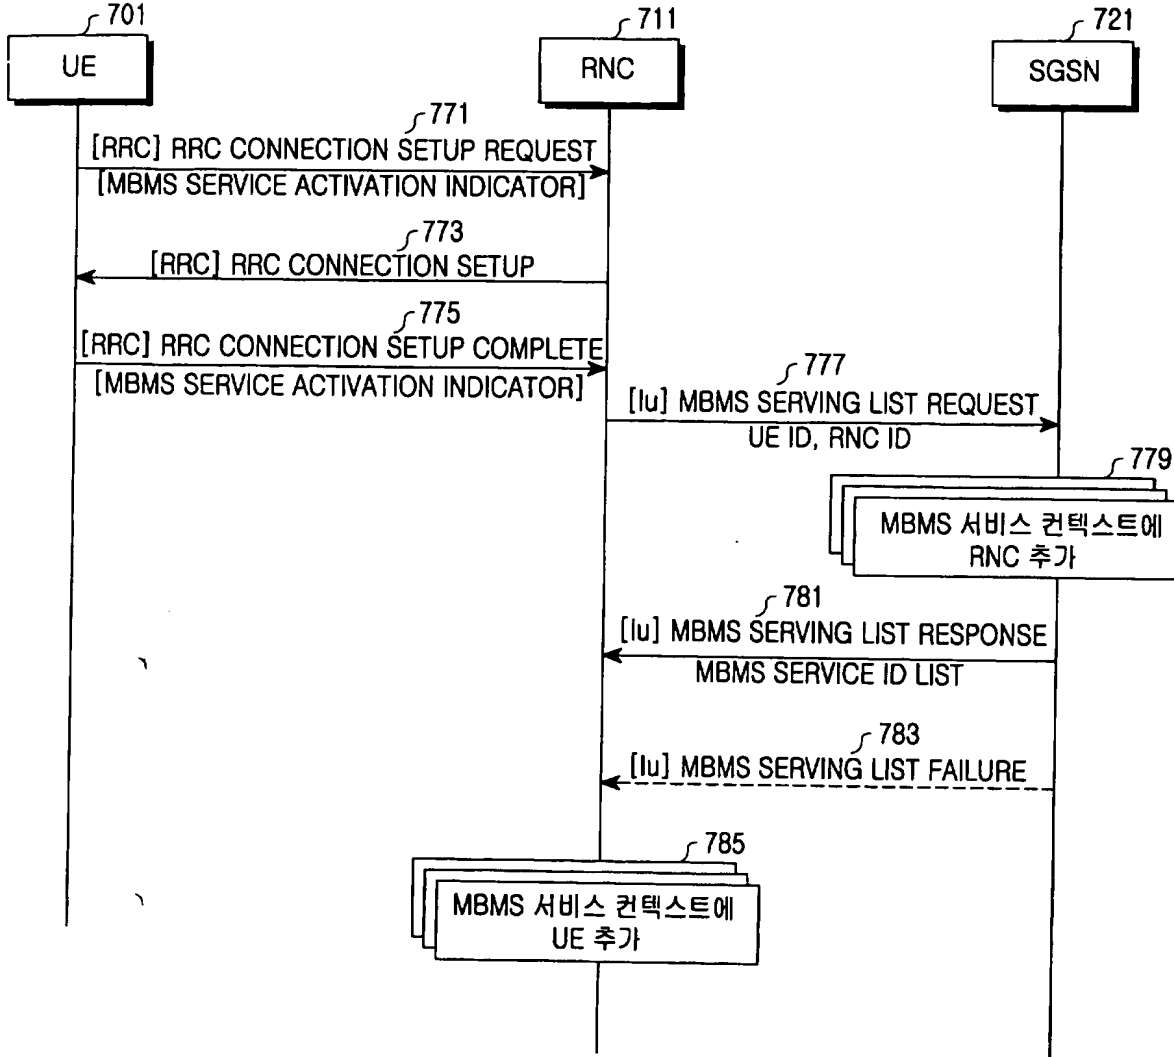 701
711
721
UE
RNC
SGSN
771
[RRC] RRC CONNECTION SETUP REQUEST
[MBMS SERVICE ACTIVATION INDICATOR]
773
[RRC] RRC CONNECTION SETUP
775
[RRC] RRC CONNECTION SETUP COMPLETE
[MBMS SERVICE ACTIVATION INDICATOR]
777
[Iu] MBMS SERVING LIST REQUEST
UE ID, RNC ID
779
MBMS 서비스 컨텍스트에
RNC 추가
781
[Iu] MBMS SERVING LIST RESPONSE
MBMS SERVICE ID LIST
783
[Iu] MBMS SERVING LIST FAILURE
785
MBMS 서비스 컨텍스트에
UE 추가